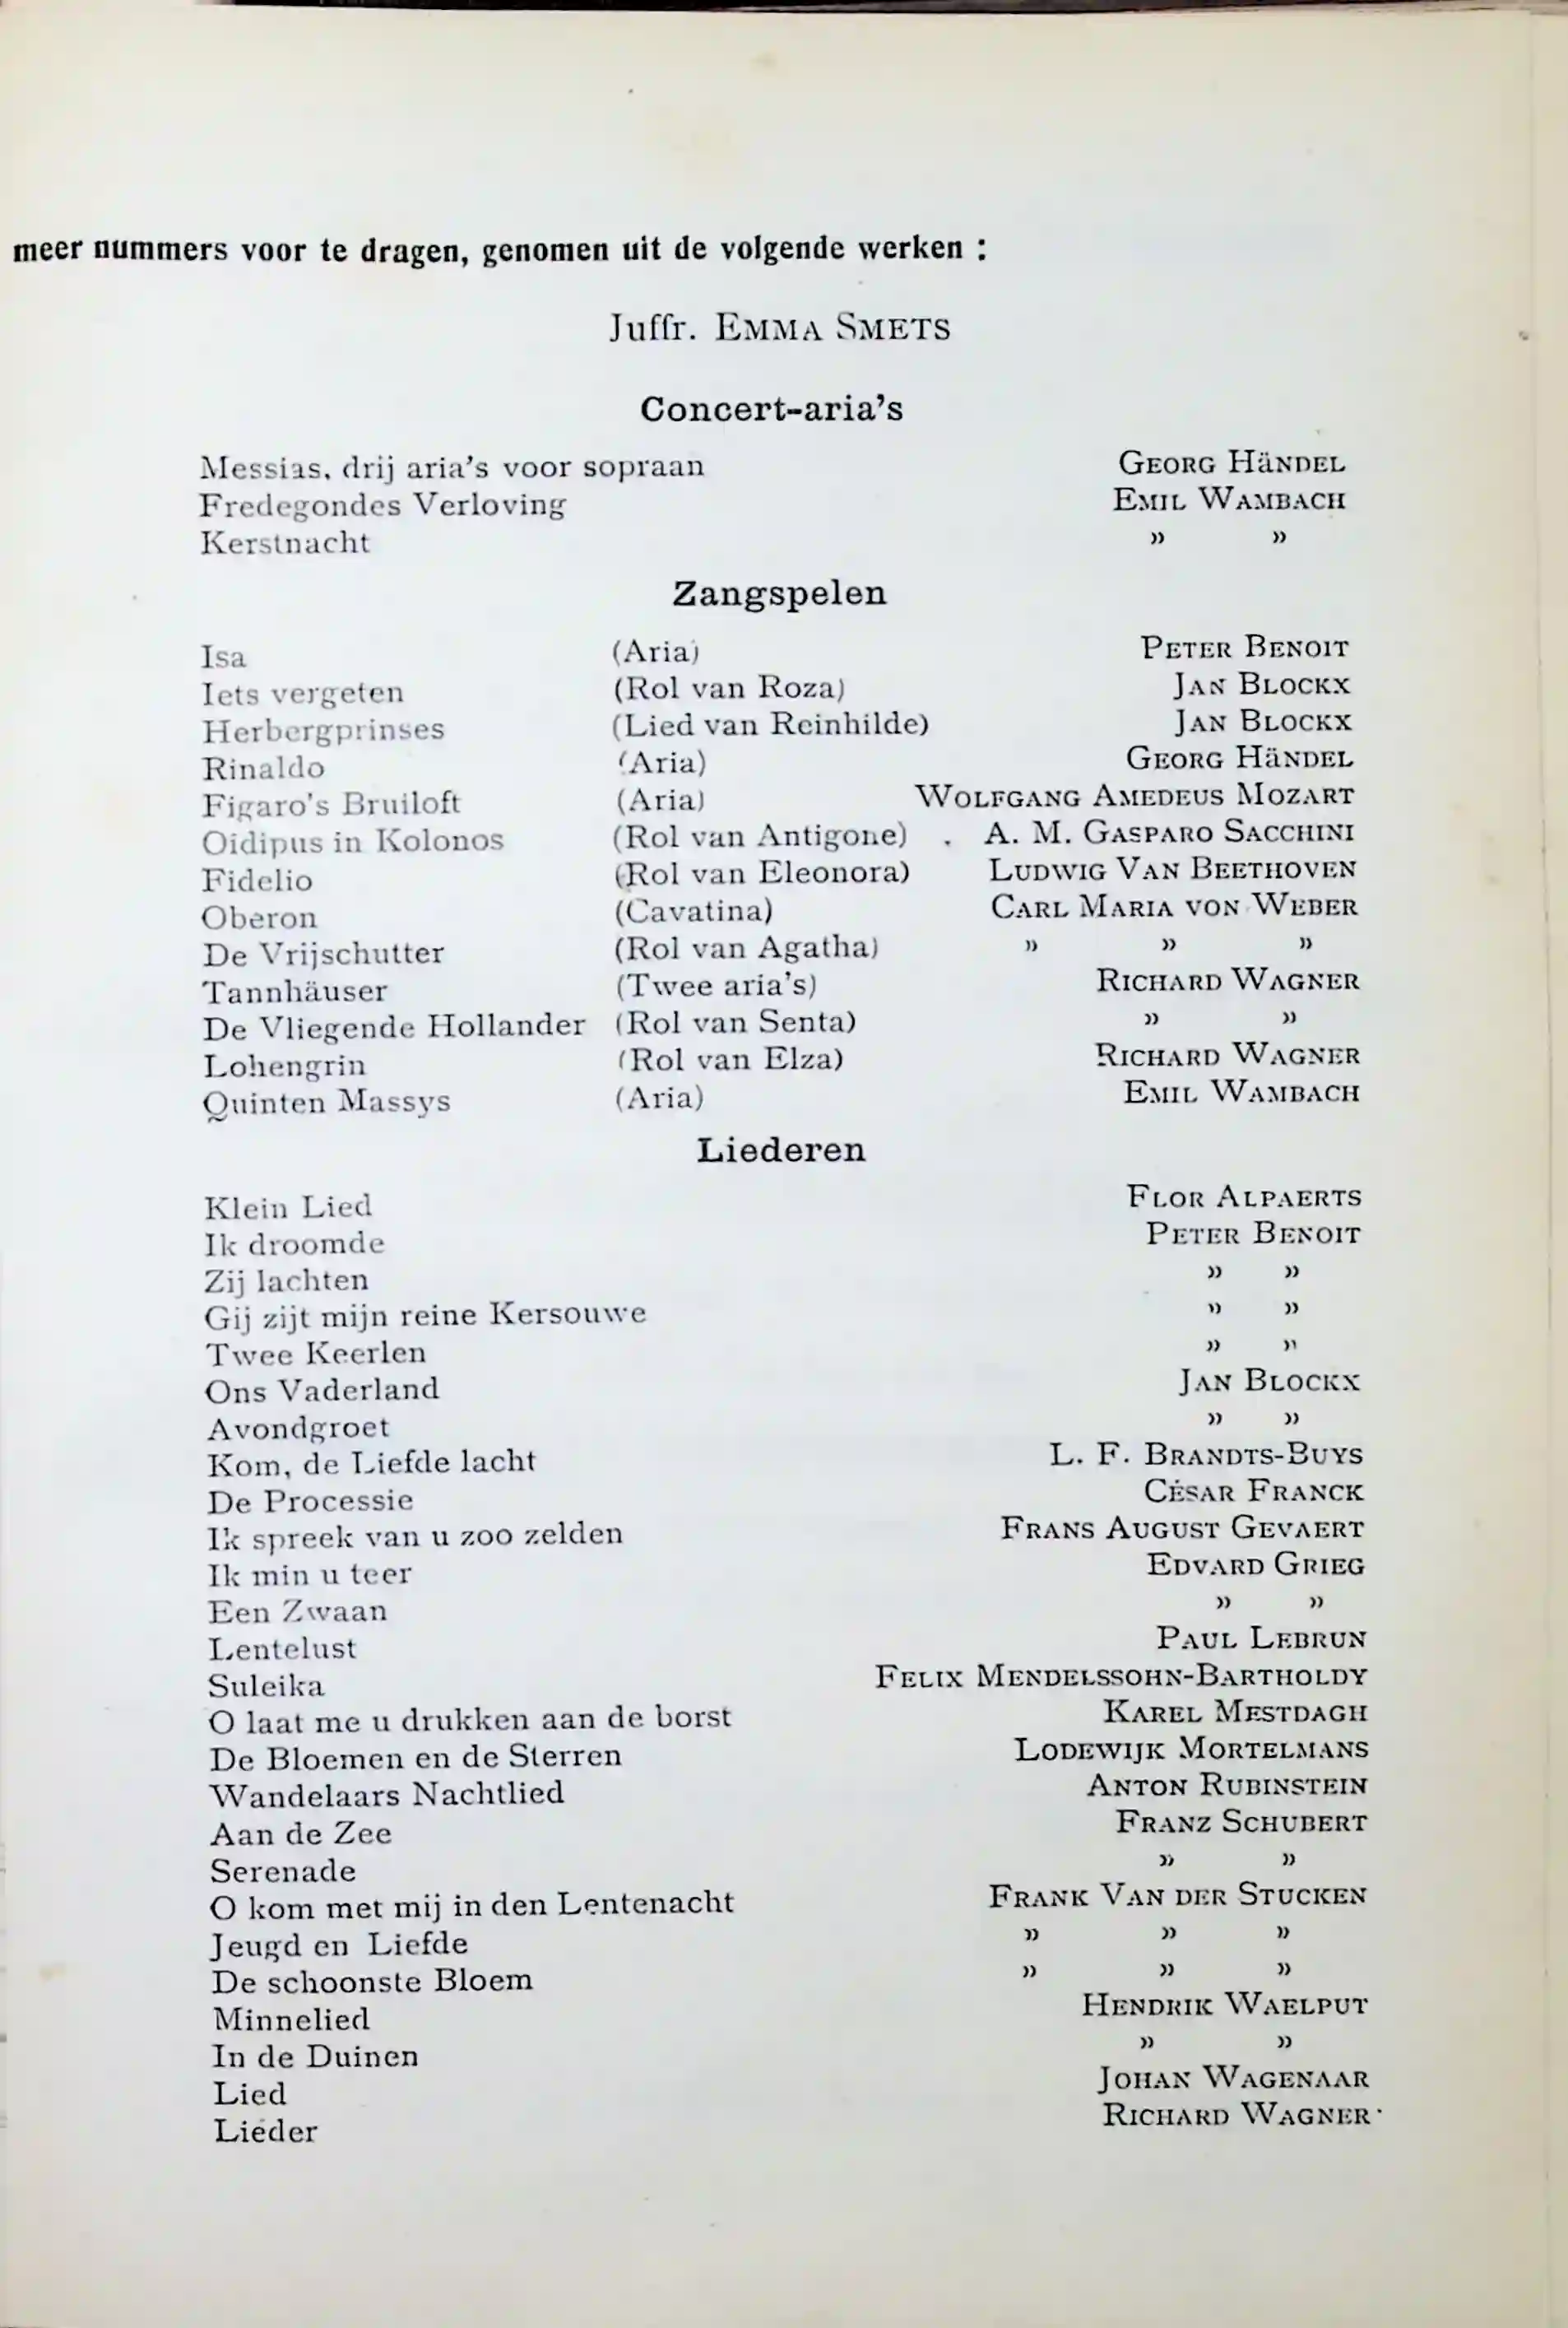 meer nummers voor te dragen, genomen uit de volgende werken :
Juffr. EMMA SMETS
Concert-aria's
Messias, drij aria's voor sopraan GEORG HäNDEL
Fredegondes Verloving EMIL WAMBACH
Kerstnacht » »
Zangspelen
Isa (Aria) PETER BENOIT
Iets vergeten (Rol van Roza) JAN BLOCKX
Herbergprinses (Lied van Reinhilde) JAN BLOCKX
Rinaldo (Aria) GEORG HäNDEL
Figaro's Bruiloft (Aria) WOLFGANG AMEDEUS MOZART
Oidipus in Kolonos (Rol van Antigone) . A. M. GASPARO SACCHINI
Fidelio (Rol van Eleonora) LUDWIG VAN BEETHOVEN
Oberon (Cavatina) CARL MARIA VON WEBER
De Vrijschutter (Rol van Agatha) » » »
Tannhäuser (Twee aria's) RICHARD WAGNER
De Vliegende Hollander (Rol van Senta) » »
Lohengrin (Rol van Elza) RICHARD WAGNER
Quinten Massys (Aria) EMIL WAMBACH
Liederen
Klein Lied FLOR ALPAERTS
Ik droomde PETER BENOIT
Zij lachten » »
Gij zijt mijn reine Kersouwe » »
Twee Keerlen » »
Ons Vaderland JAN BLOCKX
Avondgroet » »
Kom, de Liefde lacht L. F. BRANDTS-BUYS
De Processie CÉSAR FRANCK
Ik spreek van u zoo zelden FRANS AUGUST GEVAERT
Ik min u teer EDVARD GRIEG
Een Zwaan » »
Lentelust PAUL LEBRUN
Suleika FELIX MENDELSSOHN-BARTHOLDY
O laat me u drukken aan de borst KAREL MESTDAGH
De Bloemen en de Sterren LODEWIJK MORTELMANS
Wandelaars Nachtlied ANTON RUBINSTEIN
Aan de Zee FRANZ SCHUBERT
Serenade » »
O kom met mij in den Lentenacht FRANK VAN DER STUCKEN
Jeugd en Liefde » » »
De schoonste Bloem » » »
Minnelied HENDRIK WAELPUT
In de Duinen » »
Lied JOHAN WAGENAAR
Lieder RICHARD WAGNER